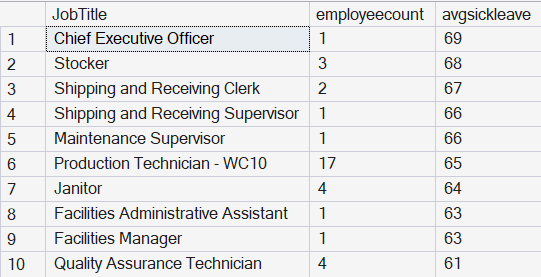 JobTitle employeecount avgsickleave
1 Chief Executive Officer 1 69
2 Stocker 3 68
3 Shipping and Receiving Clerk 2 67
4 Shipping and Receiving Supervisor 1 66
5 Maintenance Supervisor 1 66
6 Production Technician - WC10 17 65
7 Janitor 4 64
8 Facilities Administrative Assistant 1 63
9 Facilities Manager 1 63
10 Quality Assurance Technician 4 61